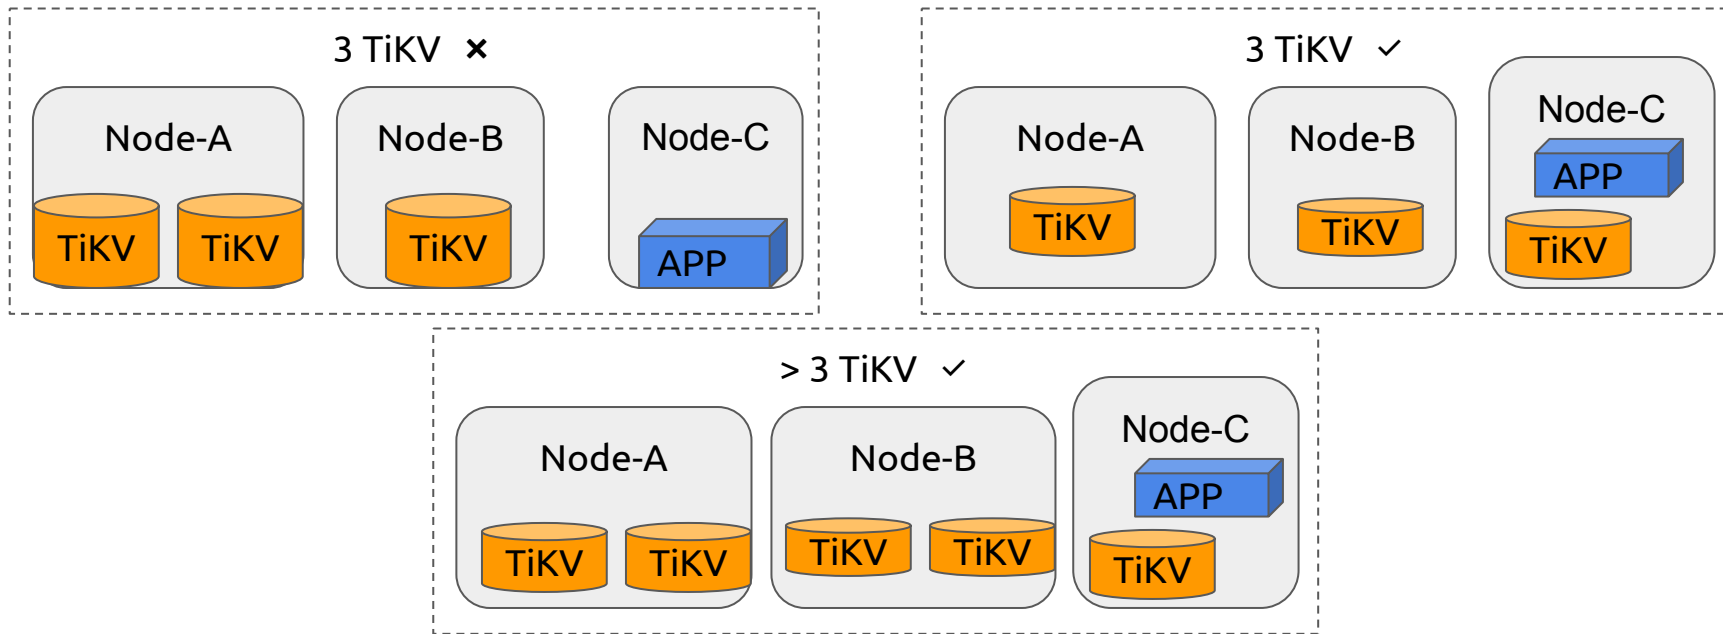 3 TiKV ×
Node-A
Node-B
Node-C
TiKV
TiKV
TiKV
APP
3 TiKV ✓
Node-A
Node-B
Node-C
TiKV
TiKV
APP
TiKV
> 3 TiKV ✓
Node-A
Node-B
Node-C
TiKV
TiKV
TiKV
TiKV
APP
TiKV